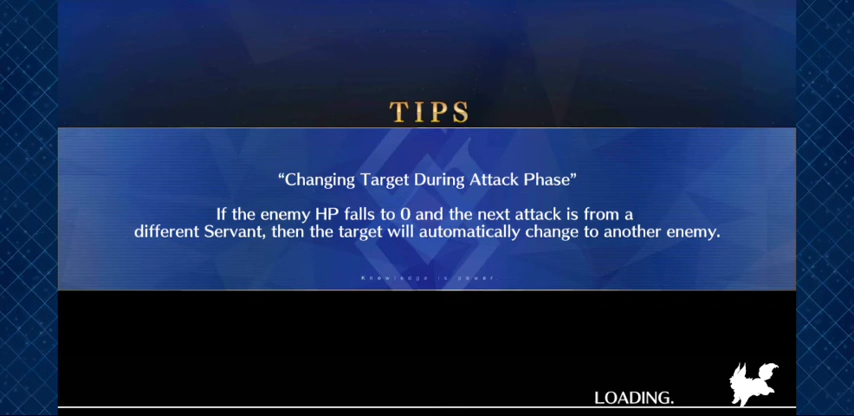 TIPS
“Changing Target During Attack Phase”
If the enemy HP falls to 0 and the next attack is from a
different Servant, then the target will automatically change to another enemy.
Knowledge is power.
LOADING.